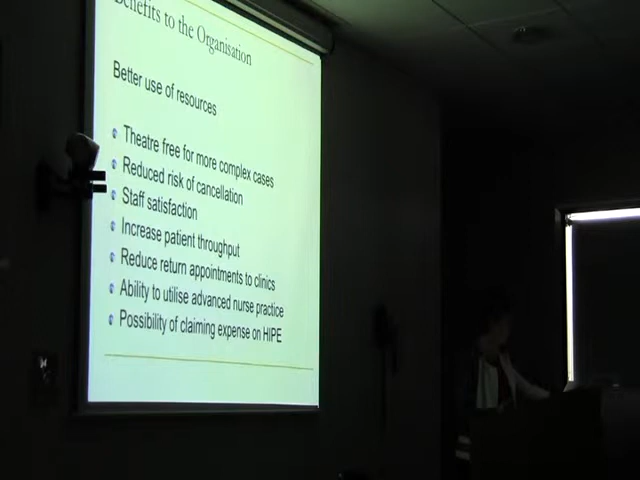 Benefits to the Organisation
Better use of resources
Theatre free for more complex cases
Reduced risk of cancellation
Staff satisfaction
Increase patient throughput
Reduce return appointments to clinics
Ability to utilise advanced nurse practice
Possibility of claiming expense on HIPE